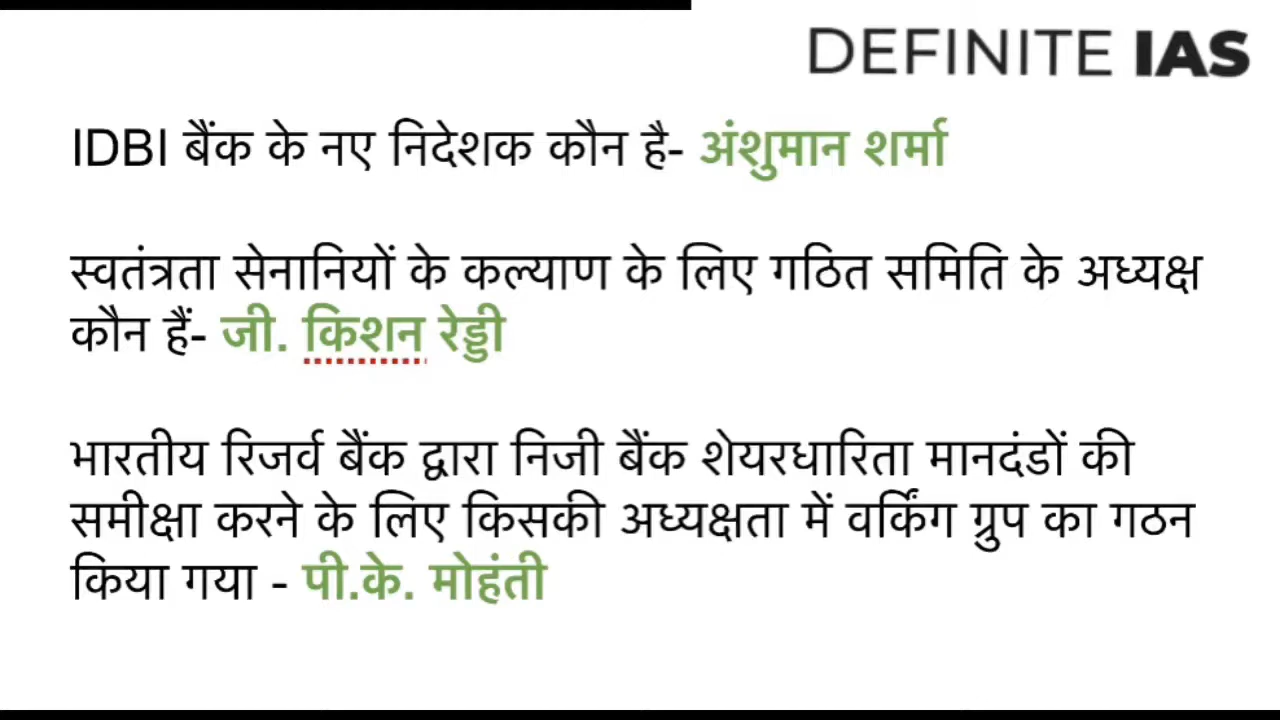 DEFINITE IAS
IDBI बैंक के नए निदेशक कौन है- अंशुमान शर्मा
स्वतंत्रता सेनानियों के कल्याण के लिए गठित समिति के अध्यक्ष
कौन हैं- जी. किशन रेड्डी
भारतीय रिजर्व बैंक द्वारा निजी बैंक शेयरधारिता मानदंडों की
समीक्षा करने के लिए किसकी अध्यक्षता में वर्किंग ग्रुप का गठन
किया गया - पी.के. मोहंती